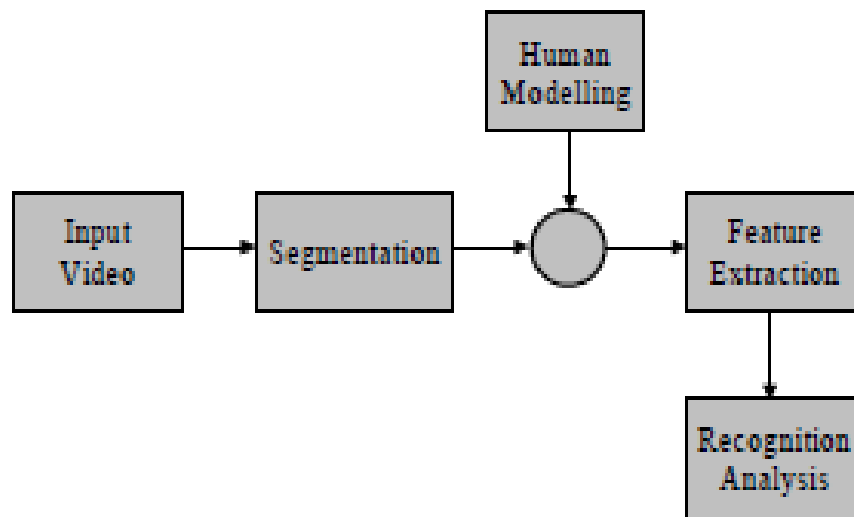 Human
Modelling
Input
Video
Segmentation
Feature
Extraction
Recognition
Analysis